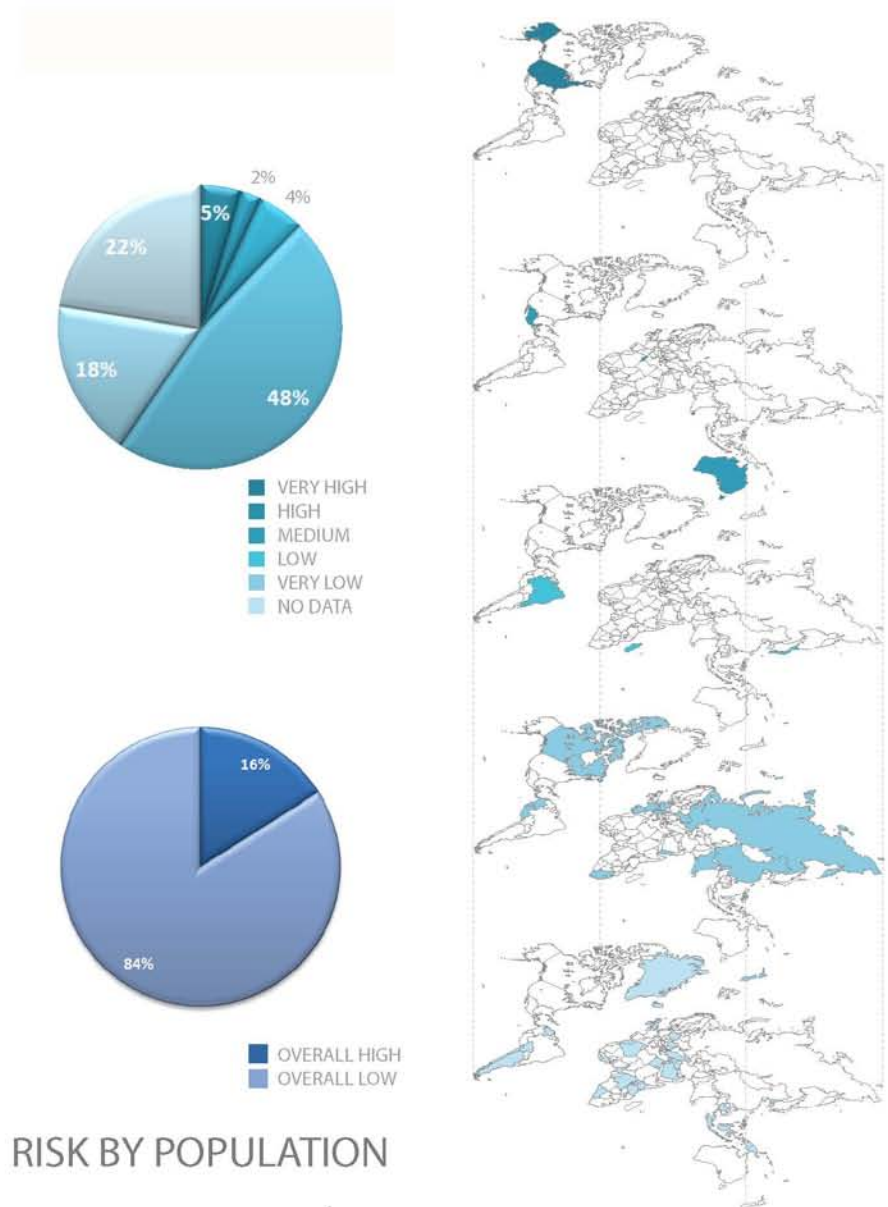 2%
4%
5%
22%
18%
48%
VERY HIGH
HIGH
MEDIUM
LOW
VERY LOW
NO DATA
16%
84%
OVERALL HIGH
OVERALL LOW
RISK BY POPULATION